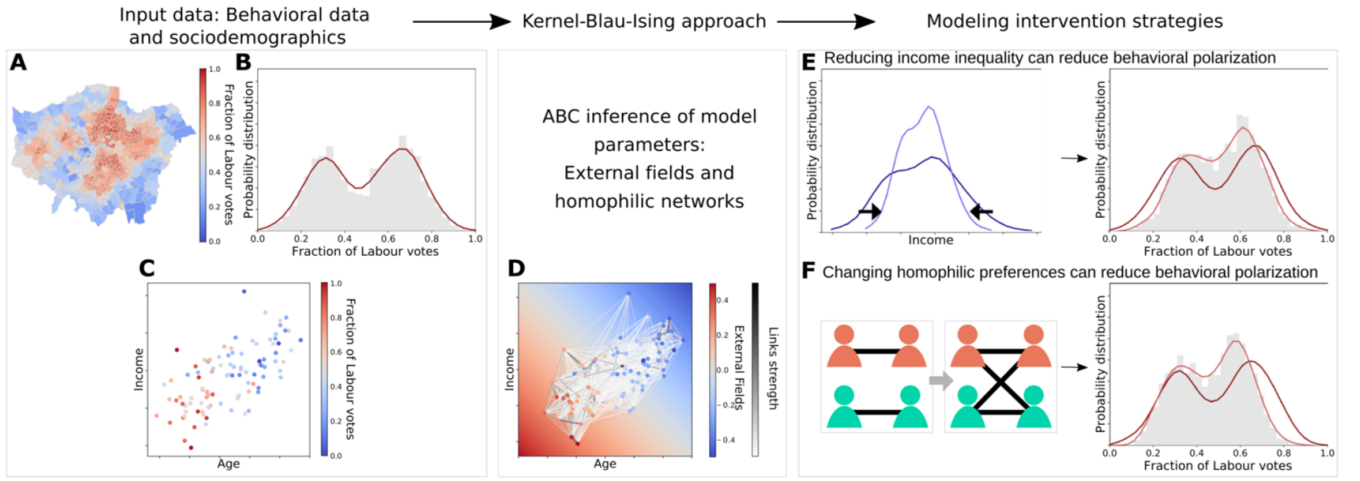 Input data: Behavioral data
and sociodemographics
Kernel-Blau-Ising approach
Modeling intervention strategies
A
1.0
0.8
0.6
0.4
0.2
0.0
Fraction of Labour votes
B
Probability distribution
0.0 0.2 0.4 0.6 0.8 1.0
Fraction of Labour votes
C
Income
Age
1.0
0.8
0.6
0.4
0.2
0.0
Fraction of Labour votes
ABC inference of model
parameters:
External fields and
homophilic networks
D
Income
Age
0.4
0.2
0.0
− 0.2
− 0.4
External Fields
Links strength
E Reducing income inequality can reduce behavioral polarization
Probability distribution
Income
Probability distribution
0.0 0.2 0.4 0.6 0.8 1.0
Fraction of Labour votes
F Changing homophilic preferences can reduce behavioral polarization
Probability distribution
0.0 0.2 0.4 0.6 0.8 1.0
Fraction of Labour votes